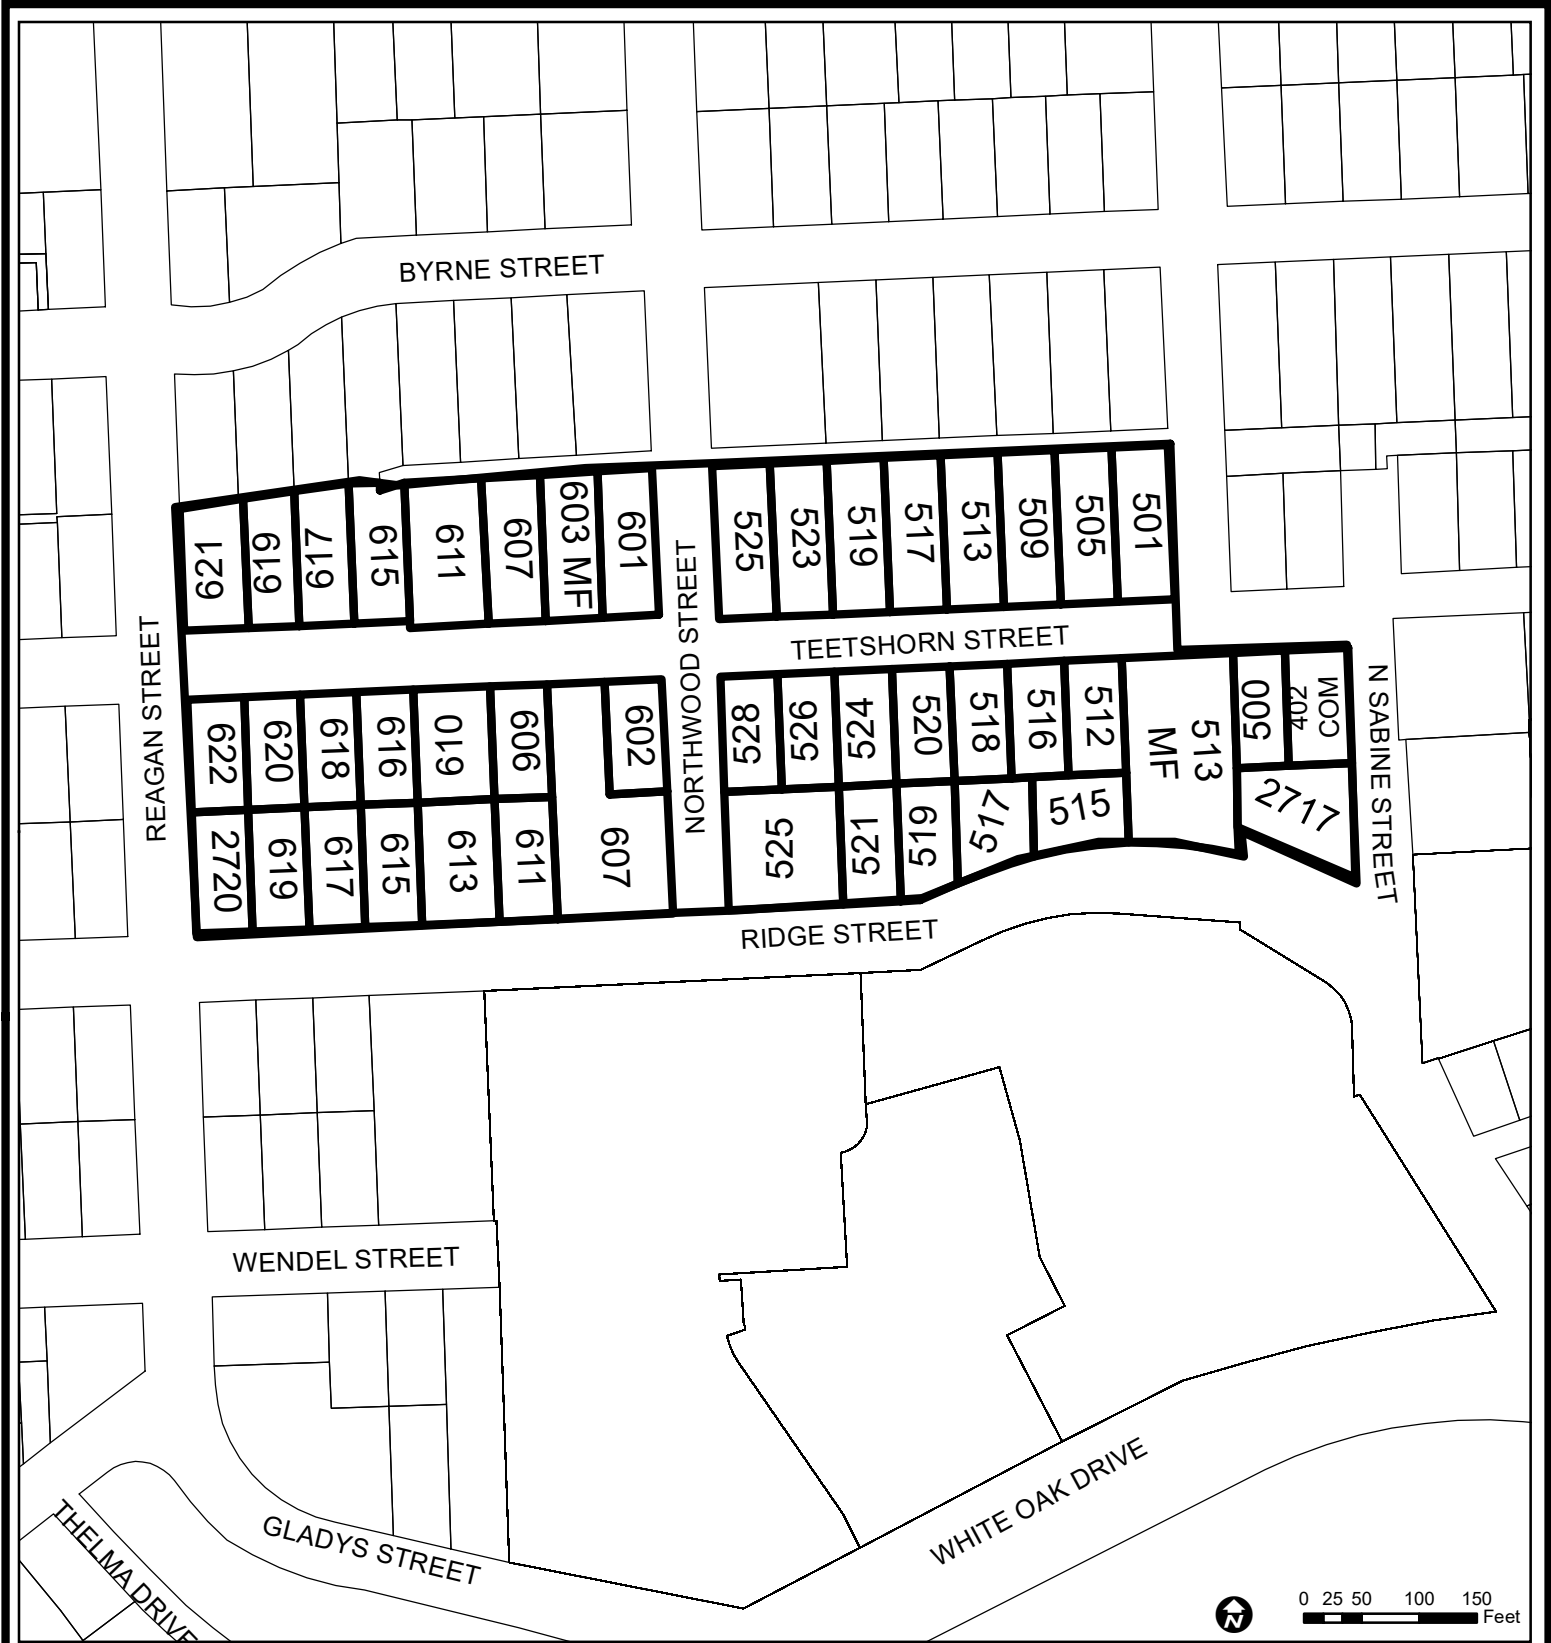 BYRNE STREET
621
619
617
615
611
607
603 MF
601
525
523
519
517
513
509
505
501
REAGAN STREET
NORTHWOOD STREET
TEETSHORN STREET
N SABINE STREET
622
620
618
616
610
606
602
528
526
524
520
518
516
512
513
MF
500
402
COM
2720
619
617
615
613
611
607
525
521
519
517
515
2717
RIDGE STREET
WENDEL STREET
GLADYS STREET
THELMA DRIVE
WHITE OAK DRIVE
N
0 25 50 100 150
Feet